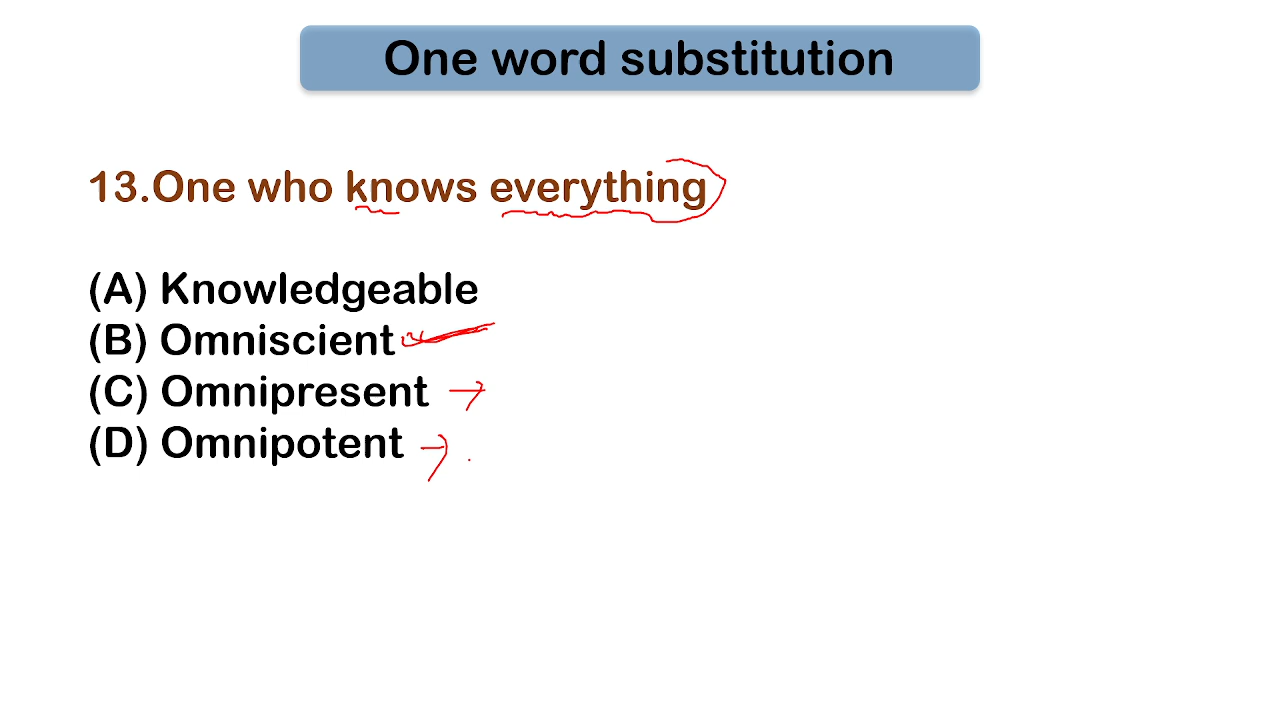 One word substitution
13.One who knows everything
(A) Knowledgeable
(B) Omniscient
(C) Omnipresent
(D) Omnipotent